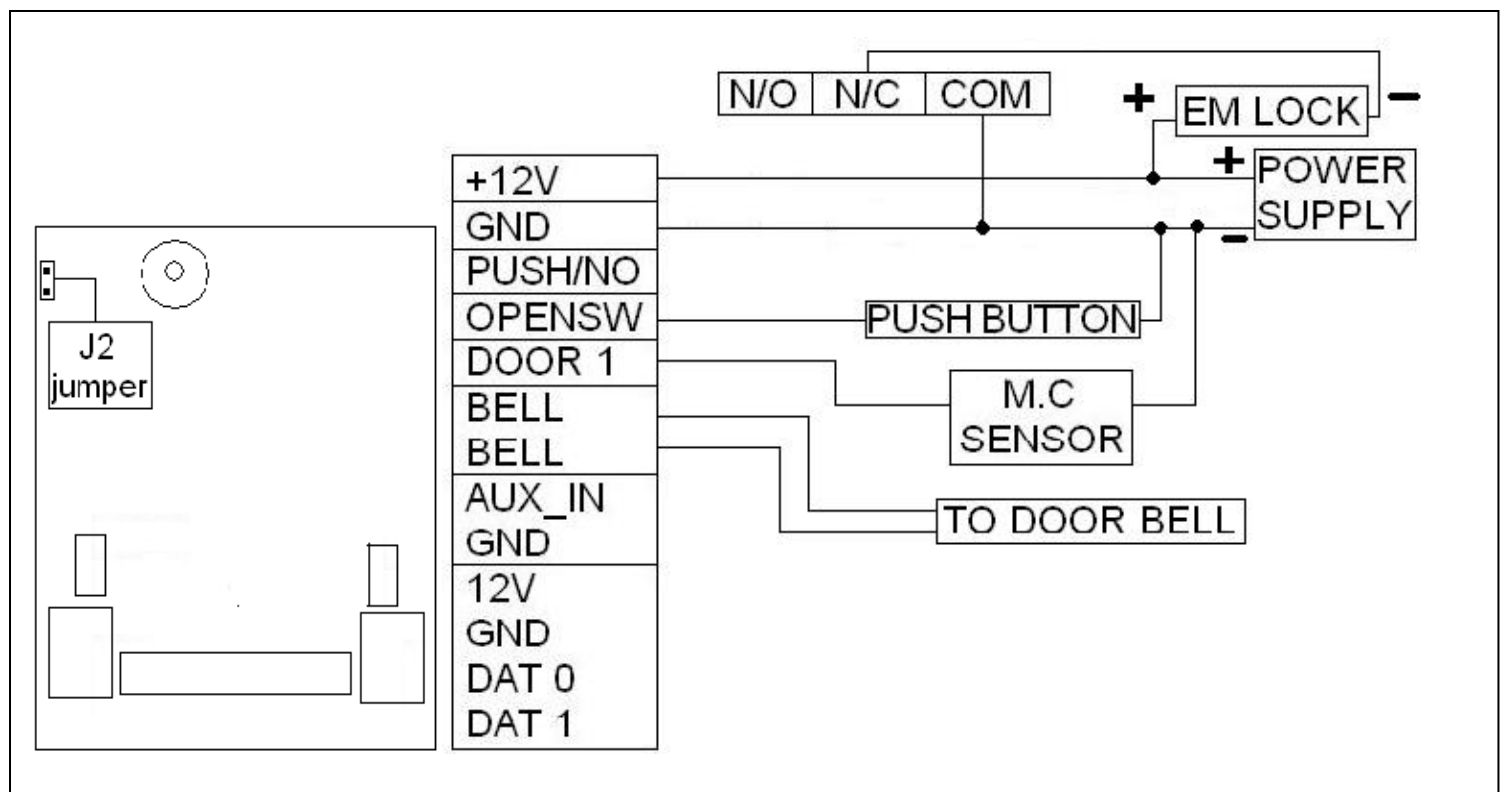 N/O N/C COM
+ EM LOCK -
+ POWER
SUPPLY
-
+12V
GND
PUSH/NO
OPENSW
DOOR 1
BELL
BELL
AUX_IN
GND
12V
GND
DAT 0
DAT 1
J2
jumper
PUSH BUTTON
M.C
SENSOR
TO DOOR BELL